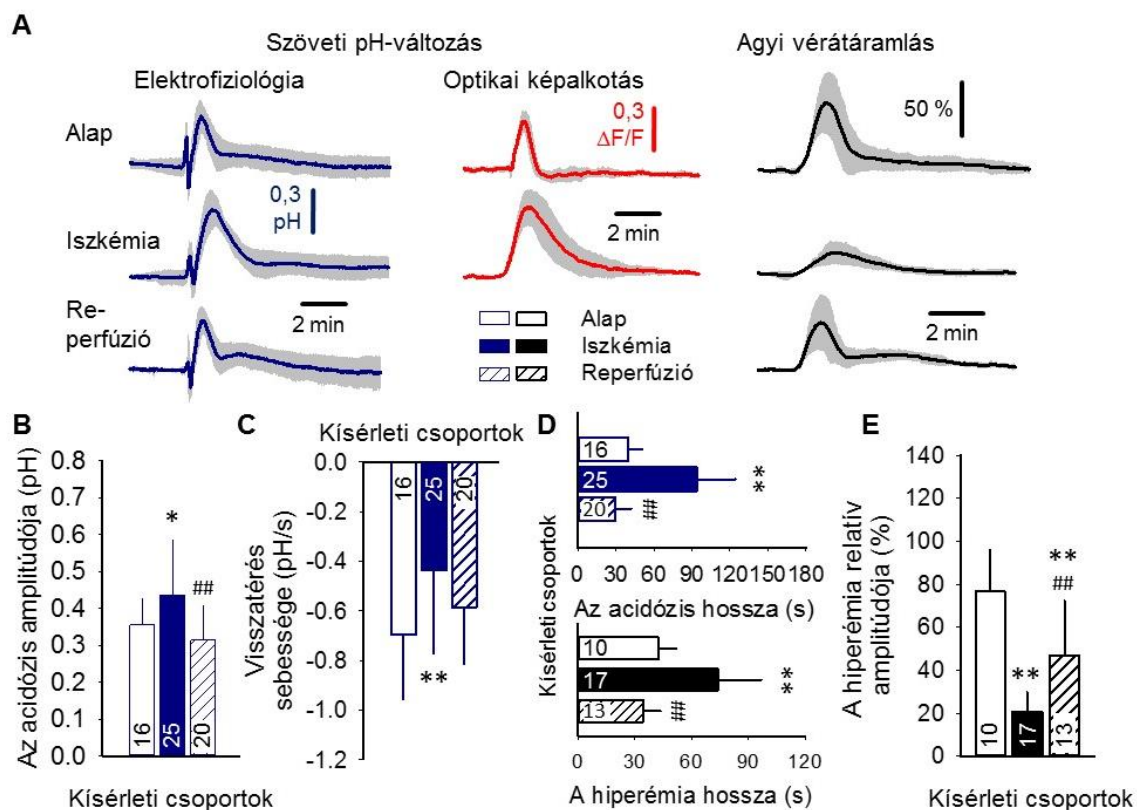 A
Szöveti pH-változás
Agyi vérátáramlás
Elektrofiziológia
Optikai képalkotás
Alap
0,3
ΔF/F
50 %
0,3
pH
Iszkémia
2 min
Re-
perfúzió
2 min
Alap
Iszkémia
Reperfúzió
2 min
B
Az acidózis amplitúdója (pH)
0.8
0.7
0.6
0.5
0.4
0.3
0.2
0.1
0.0
*
##
16
25
20
Kísérleti csoportok
C
Kísérleti csoportok
Visszatérés
sebessége (pH/s)
0.0
-0.2
-0.4
-0.6
-0.8
-1.0
-1.2
16
25
20
**
D
Kísérleti csoportok
16
25
**
20
##
0 30 60 90 120 150 180
Az acidózis hossza (s)
10
17
**
13
##
0 30 60 90 120
A hiperémia hossza (s)
E
A hiperémia relatív
amplitúdója (%)
140
120
100
80
60
40
20
0
**
##
**
10
17
13
Kísérleti csoportok